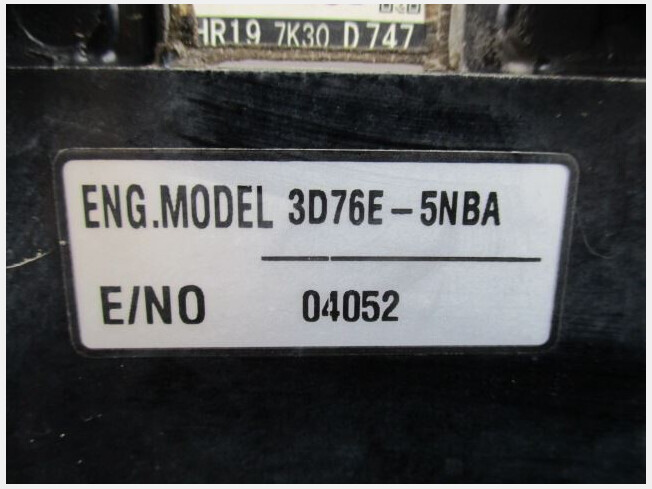 HR19 7K30 D747
ENG.MODEL 3D76E-5NBA
E/NO 04052